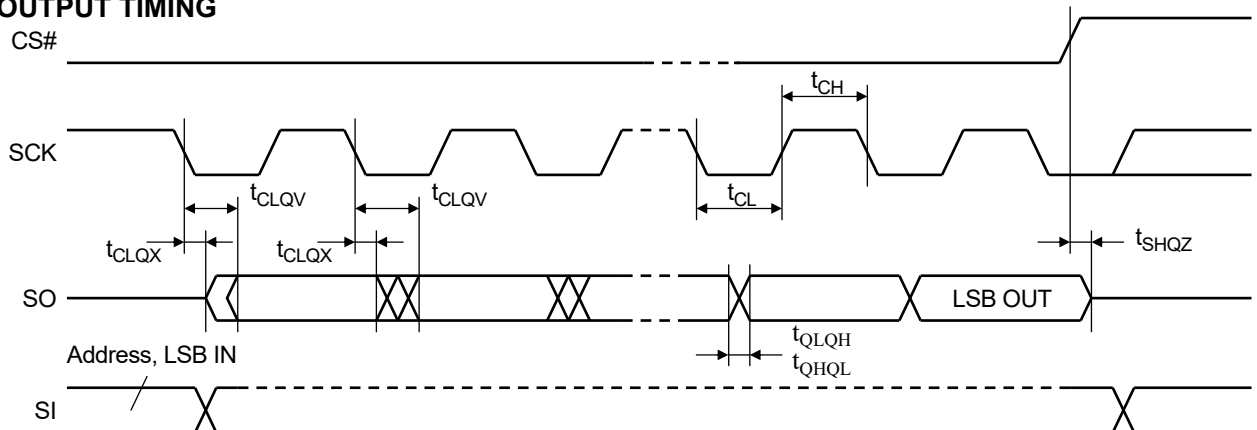 OUTPUT TIMING
CS#
tCH
SCK
tCLQV
tCLQV
tCL
tCLQX
tCLQX
tSHQZ
SO
LSB OUT
tQLQH
tQHQL
Address, LSB IN
SI